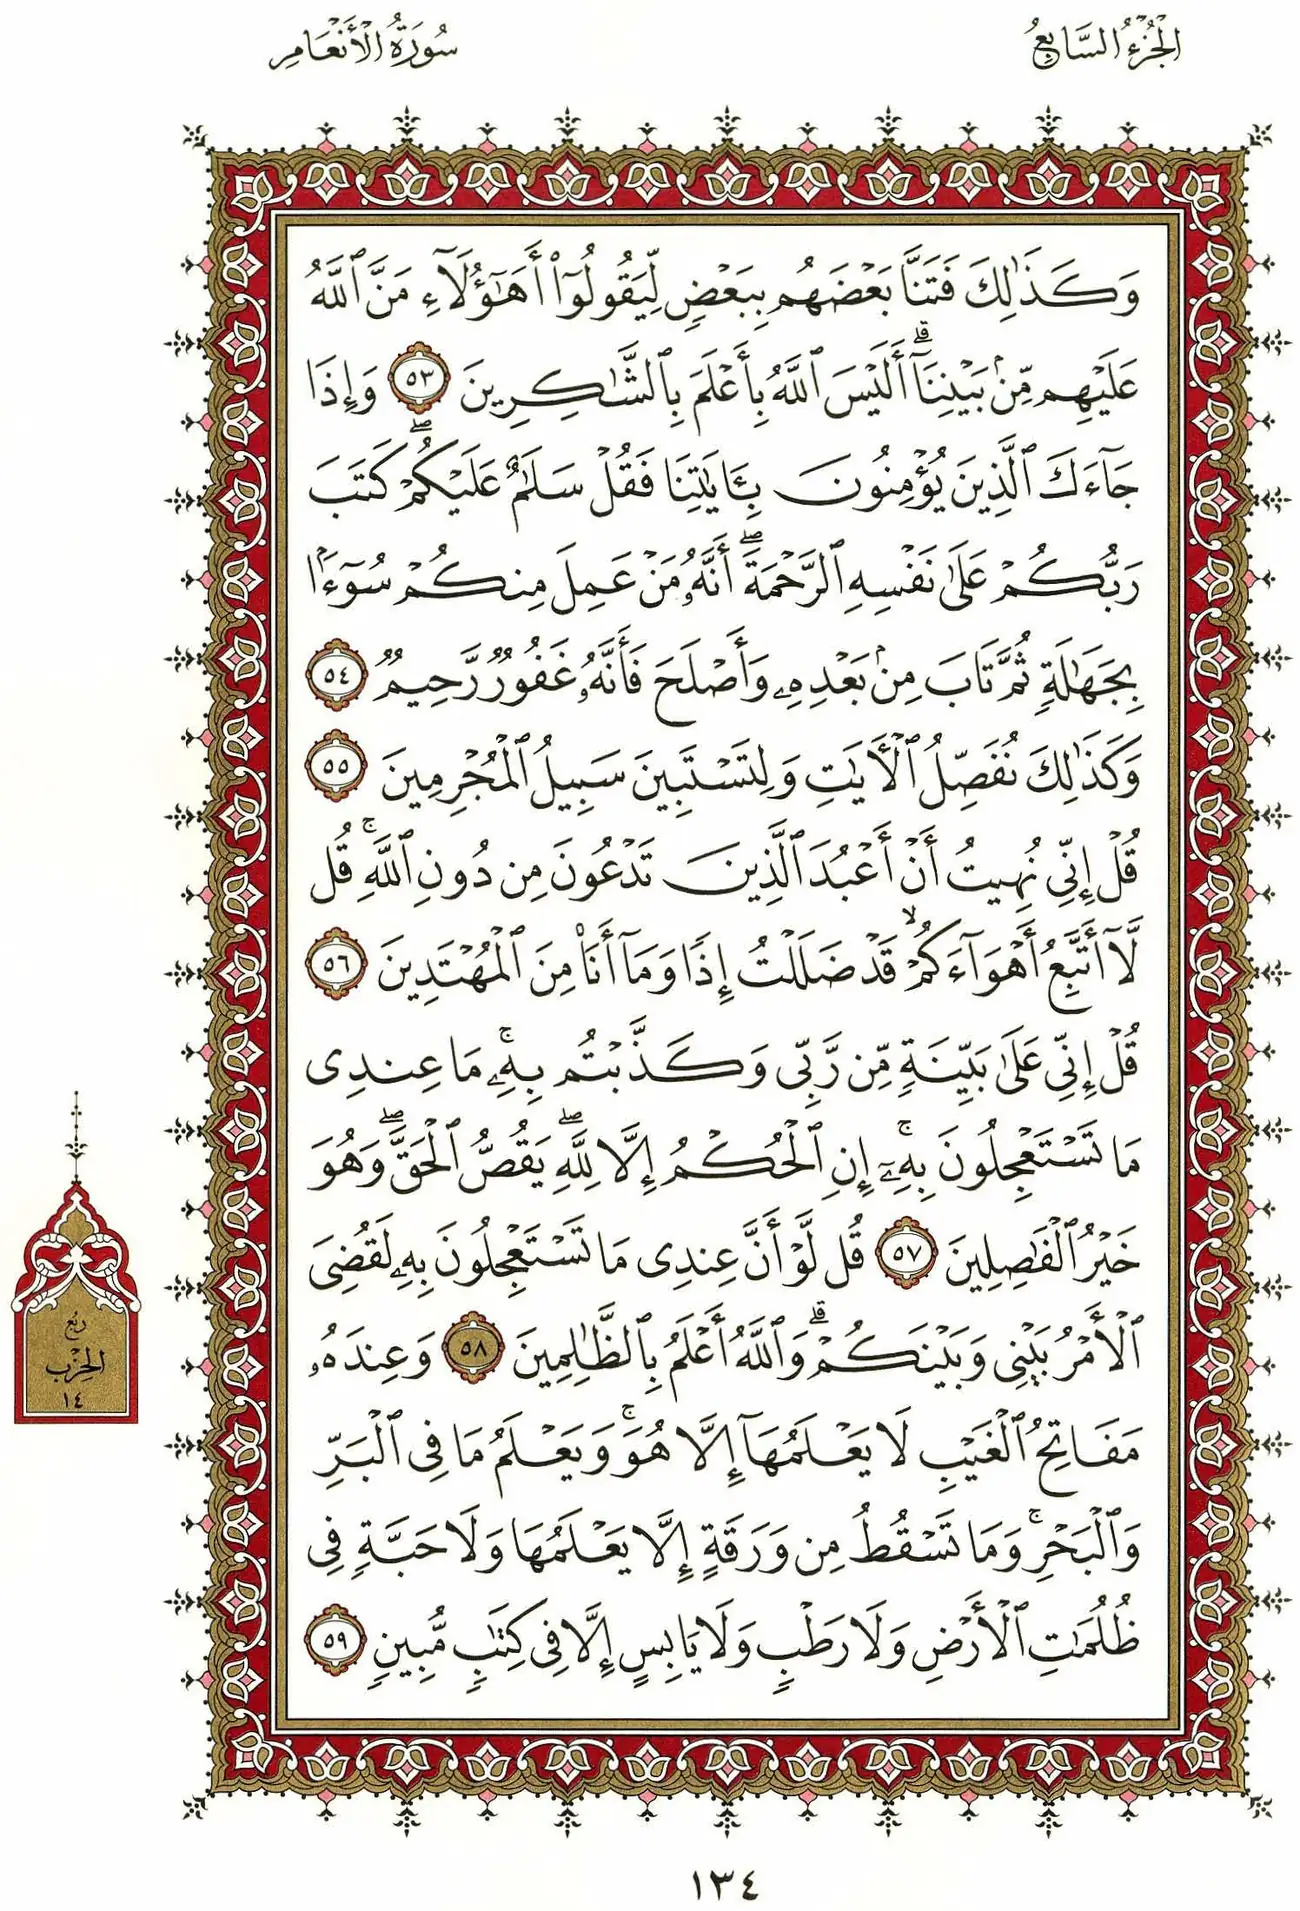 الجزء السابع
سورة الأنعام
وَكَذَٰلِكَ فَتَنَّا بَعْضَهُم بِبَعْضٍ لِّيَقُولُوٓا۟ أَهَٰٓؤُلَآءِ مَنَّ ٱللَّهُ
عَلَيْهِم مِّنۢ بَيْنِنَآ ۗ أَلَيْسَ ٱللَّهُ بِأَعْلَمَ بِٱلشَّٰكِرِينَ ٥٣ وَإِذَا
جَآءَكَ ٱلَّذِينَ يُؤْمِنُونَ بِـَٔايَٰتِنَا فَقُلْ سَلَٰمٌ عَلَيْكُمْ ۖ كَتَبَ
رَبُّكُمْ عَلَىٰ نَفْسِهِ ٱلرَّحْمَةَ ۖ أَنَّهُۥ مَنْ عَمِلَ مِنكُمْ سُوٓءًۢا
بِجَهَٰلَةٍ ثُمَّ تَابَ مِنۢ بَعْدِهِۦ وَأَصْلَحَ فَأَنَّهُۥ غَفُورٌ رَّحِيمٌ ٥٤
وَكَذَٰلِكَ نُفَصِّلُ ٱلْـَٔايَٰتِ وَلِتَسْتَبِينَ سَبِيلُ ٱلْمُجْرِمِينَ ٥٥
قُلْ إِنِّى نُهِيتُ أَنْ أَعْبُدَ ٱلَّذِينَ تَدْعُونَ مِن دُونِ ٱللَّهِ ۚ قُل
لَّآ أَتَّبِعُ أَهْوَآءَكُمْ ۙ قَدْ ضَلَلْتُ إِذًا وَمَآ أَنَا۠ مِنَ ٱلْمُهْتَدِينَ ٥٦
قُلْ إِنِّى عَلَىٰ بَيِّنَةٍ مِّن رَّبِّى وَكَذَّبْتُم بِهِۦ ۚ مَا عِندِى
مَا تَسْتَعْجِلُونَ بِهِۦٓ ۚ إِنِ ٱلْحُكْمُ إِلَّا لِلَّهِ ۖ يَقُصُّ ٱلْحَقَّ ۖ وَهُوَ
خَيْرُ ٱلْفَٰصِلِينَ ٥٧ قُل لَّوْ أَنَّ عِندِى مَا تَسْتَعْجِلُونَ بِهِۦ لَقُضِىَ
ٱلْأَمْرُ بَيْنِى وَبَيْنَكُمْ ۗ وَٱللَّهُ أَعْلَمُ بِٱلظَّٰلِمِينَ ٥٨ وَعِندَهُۥ
مَفَاتِحُ ٱلْغَيْبِ لَا يَعْلَمُهَآ إِلَّا هُوَ ۚ وَيَعْلَمُ مَا فِى ٱلْبَرِّ
وَٱلْبَحْرِ ۚ وَمَا تَسْقُطُ مِن وَرَقَةٍ إِلَّا يَعْلَمُهَا وَلَا حَبَّةٍ فِى
ظُلُمَٰتِ ٱلْأَرْضِ وَلَا رَطْبٍ وَلَا يَابِسٍ إِلَّا فِى كِتَٰبٍ مُّبِينٍ ٥٩
ربع
الحزب
١٤
١٣٤